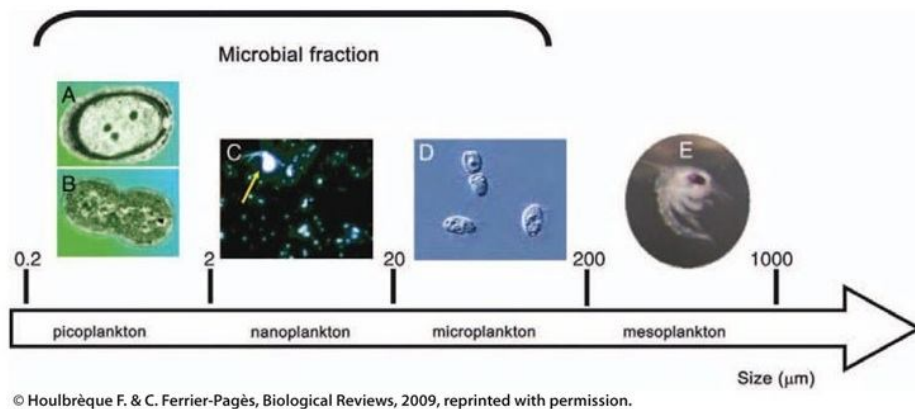 Microbial fraction
A
B
C
D
E
0.2
2
20
200
1000
picoplankton
nanoplankton
microplankton
mesoplankton
Size (μm)
© Houlbrèque F. & C. Ferrier-Pagès, Biological Reviews, 2009, reprinted with permission.